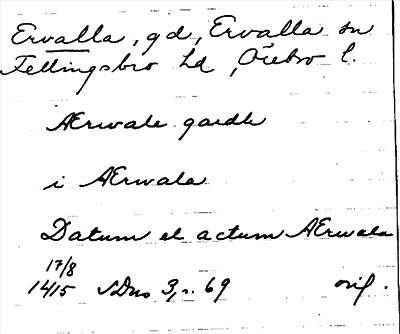 Ervalla, gd, Ervalla sn
Fellingsbro hd, Örebro l.
Ærwale gardh
i Ærwala
Datum et actum Ærwala
17/8
1415 SDns 3, s. 69 orig.